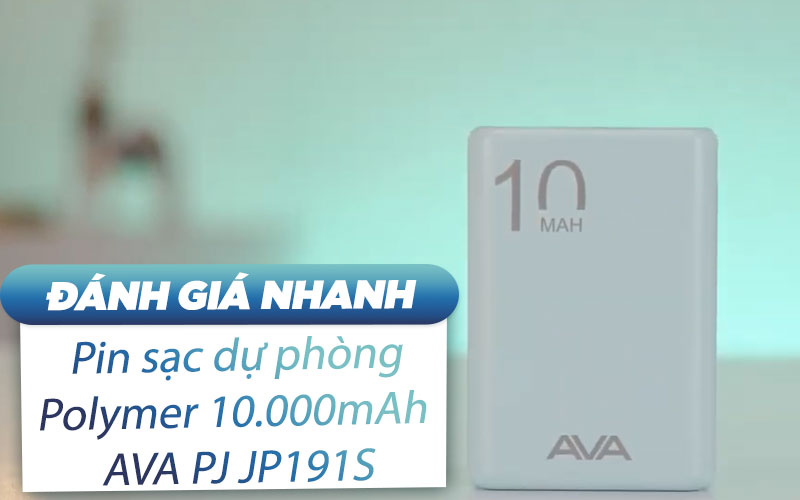 10
MAH
ĐÁNH GIÁ NHANH
Pin sạc dự phòng
Polymer 10.000mAh
AVA PJ JP191S
AVA